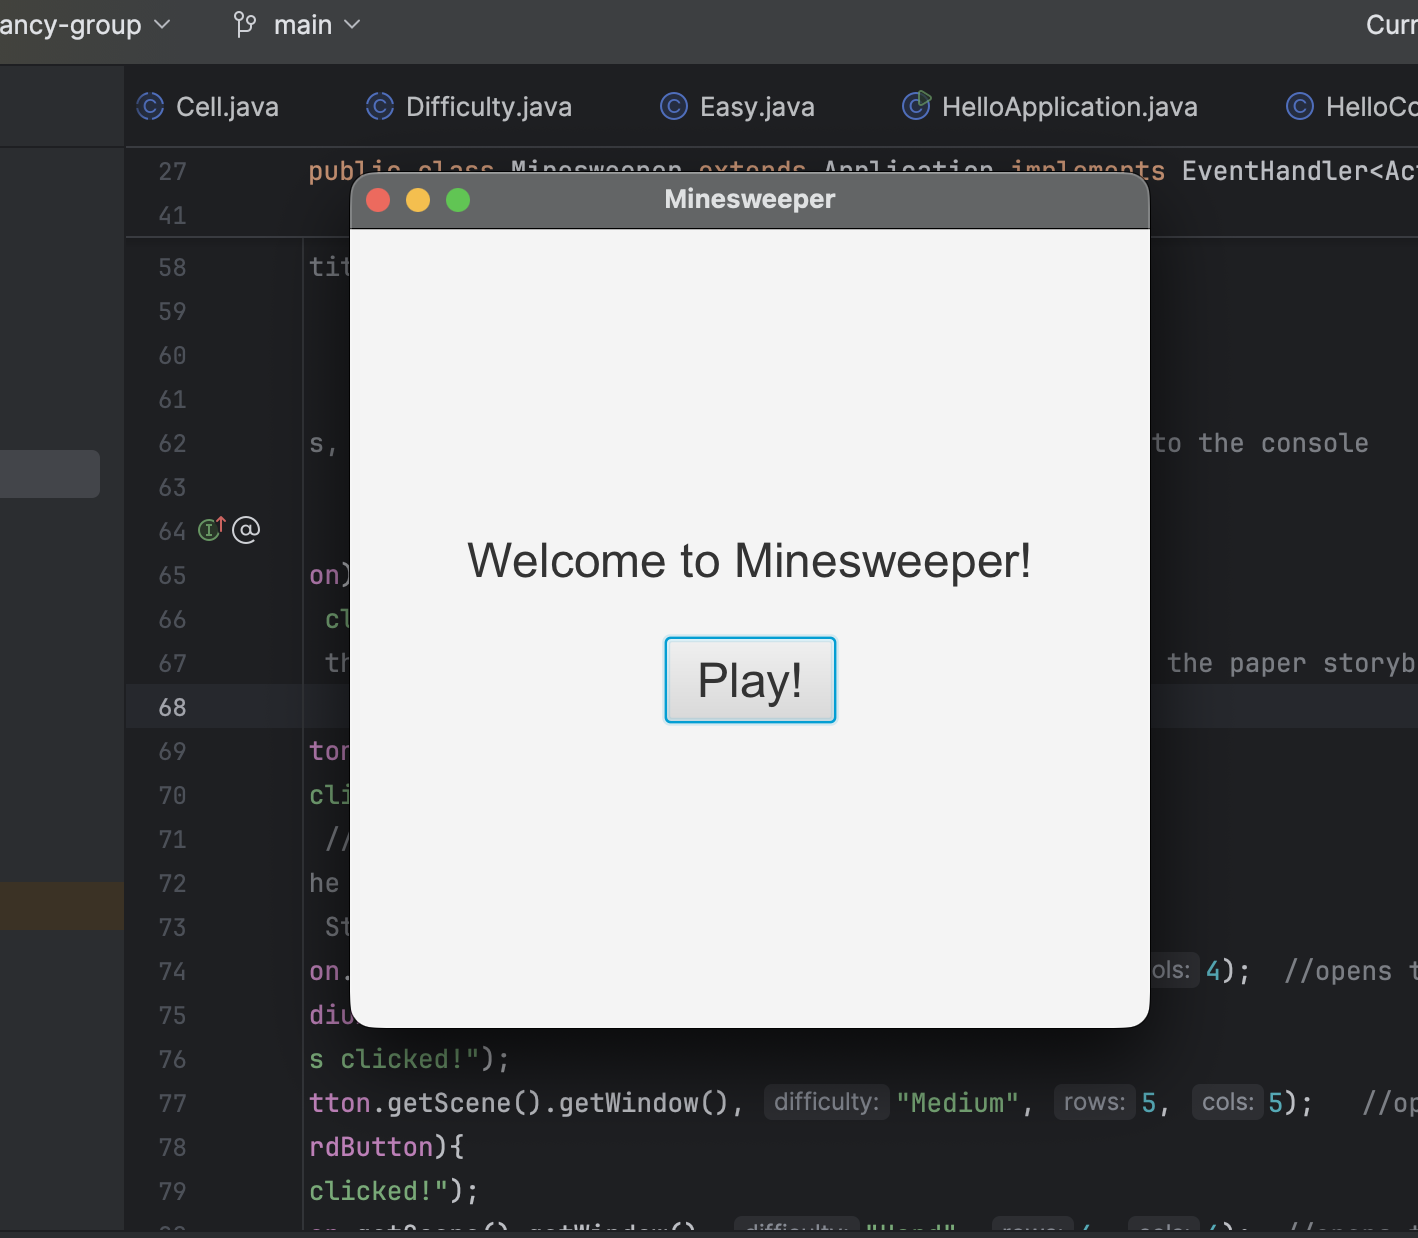 ancy-group main Curr
Cell.java Difficulty.java Easy.java HelloApplication.java HelloCo
27 public class Minesweeper extends Application implements EventHandler<Act
41
Minesweeper
58 tit
59
60
61
62 s, to the console
63
64
65 on)
66 cl
67 th the paper storyb
68
69 ton
70 cli
71 //
72 he
73 St
74 on. ols: 4); //opens t
75 diu
76 s clicked!");
77 tton.getScene().getWindow(), difficulty: "Medium", rows: 5, cols: 5); //op
78 rdButton){
79 clicked!");
Welcome to Minesweeper!
Play!